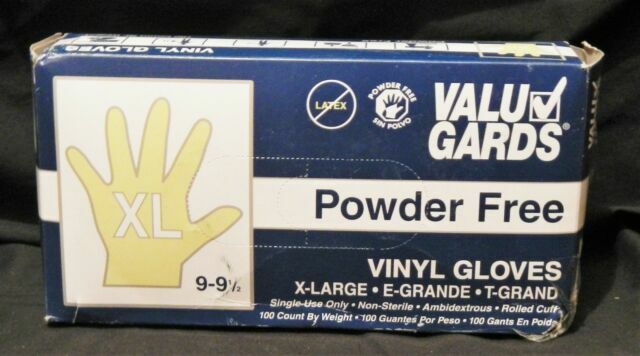 VINYL GLOVES
LATEX
POWDER FREE
SIN POLVO
VALU
GARDS®
XL
9-9 1/2
Powder Free
VINYL GLOVES
X-LARGE • E-GRANDE • T-GRAND
Single-Use Only • Non-Sterile • Ambidextrous • Rolled Cuff
100 Count By Weight • 100 Guantes Por Peso • 100 Gants En Poids